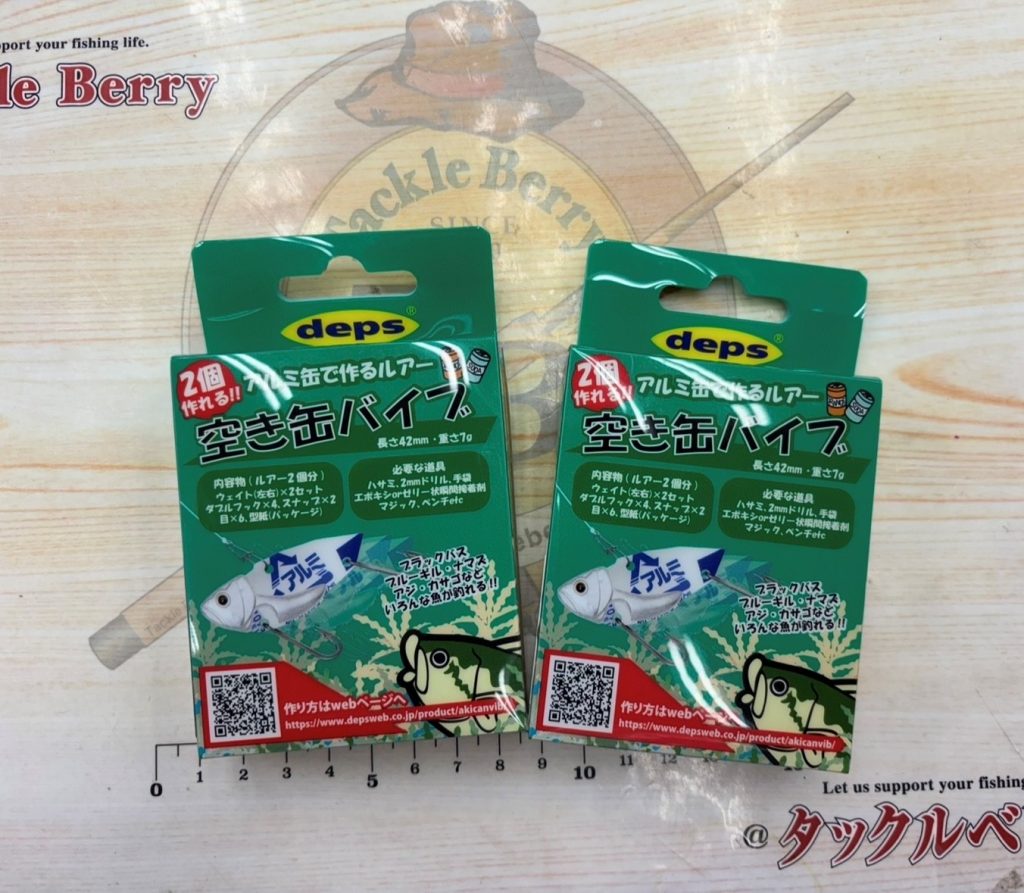 port your fishing life.
le Berry
Tackle Berry
SINCE
deps®
2個
作れる!!
アルミ缶で作るルアー
空き缶バイブ
長さ42mm・重さ7g
内容物(ルアー2個分)
ウェイト(左右)×2セット
ダブルフック×4、スナップ×2
目×6、型紙(パッケージ)
必要な道具
ハサミ、2mmドリル、手袋
エポキシorゼリー状瞬間接着剤
マジック、ペンチetc
アルミ
ブラックバス
ブルーギル・ナマズ
アジ・カサゴなど
いろんな魚が釣れる!!
作り方はwebページへ
https://www.depsweb.co.jp/product/akicanvib/
deps®
2個
作れる!!
アルミ缶で作るルアー
空き缶バイブ
長さ42mm・重さ7g
内容物(ルアー2個分)
ウェイト(左右)×2セット
ダブルフック×4、スナップ×2
目×6、型紙(パッケージ)
必要な道具
ハサミ、2mmドリル、手袋
エポキシorゼリー状瞬間接着剤
マジック、ペンチetc
アルミ
ブラックバス
ブルーギル・ナマズ
アジ・カサゴなど
いろんな魚が釣れる!!
作り方はwebページへ
https://www.depsweb.co.jp/product/akicanvib/
0 1 2 3 4 5 6 7 8 9 10 11 12 13
Let us support your fishing
@ タックルベ